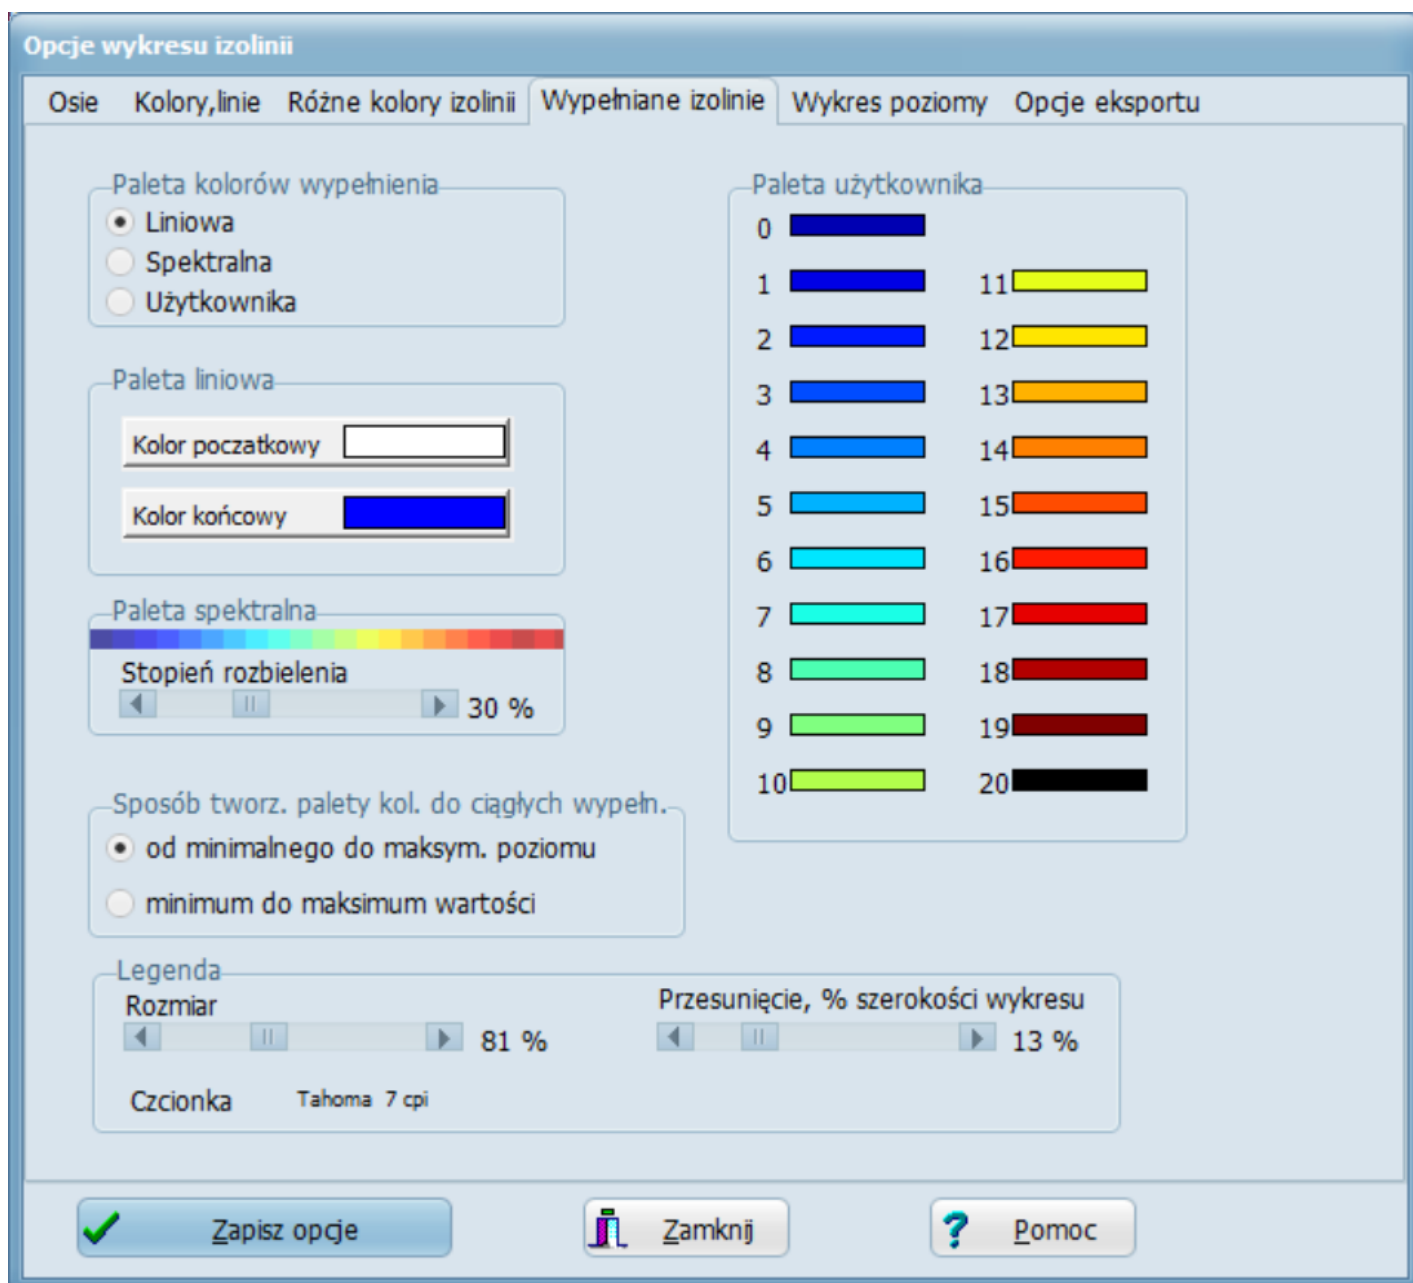 Opcje wykresu izolinii
Osie Kolory,linie Różne kolory izolinii Wypełniane izolinie Wykres poziomy Opcje eksportu
Paleta kolorów wypełnienia
Liniowa
Spektralna
Użytkownika
Paleta liniowa
Kolor poczatkowy
Kolor końcowy
Paleta spektralna
Stopień rozbielenia
30 %
Sposób tworz. palety kol. do ciągłych wypełn.
od minimalnego do maksym. poziomu
minimum do maksimum wartości
Paleta użytkownika
0
1 11
2 12
3 13
4 14
5 15
6 16
7 17
8 18
9 19
10 20
Legenda
Rozmiar
81 %
Przesunięcie, % szerokości wykresu
13 %
Czcionka Tahoma 7 cpi
Zapisz opcje Zamknij Pomoc